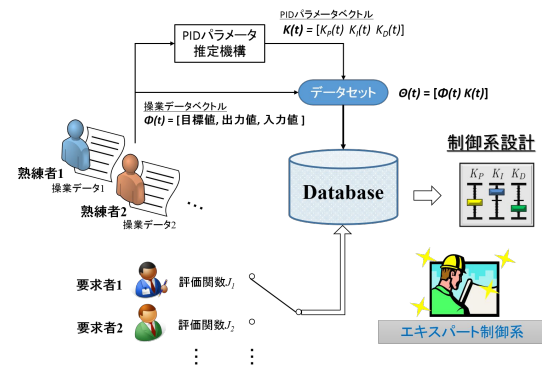 PIDパラメータベクトル
K(t) = [K_P(t) K_I(t) K_D(t)]
PIDパラメータ
推定機構
データセット
Θ(t) = [Φ(t) K(t)]
操業データベクトル
Φ(t) = [目標値, 出力値, 入力値 ]
熟練者1
操業データ1
熟練者2
操業データ2
...
Database
制御系設計
K_P K_I K_D
要求者1
評価関数J_1
要求者2
評価関数J_2
⋮ ⋮
エキスパート制御系